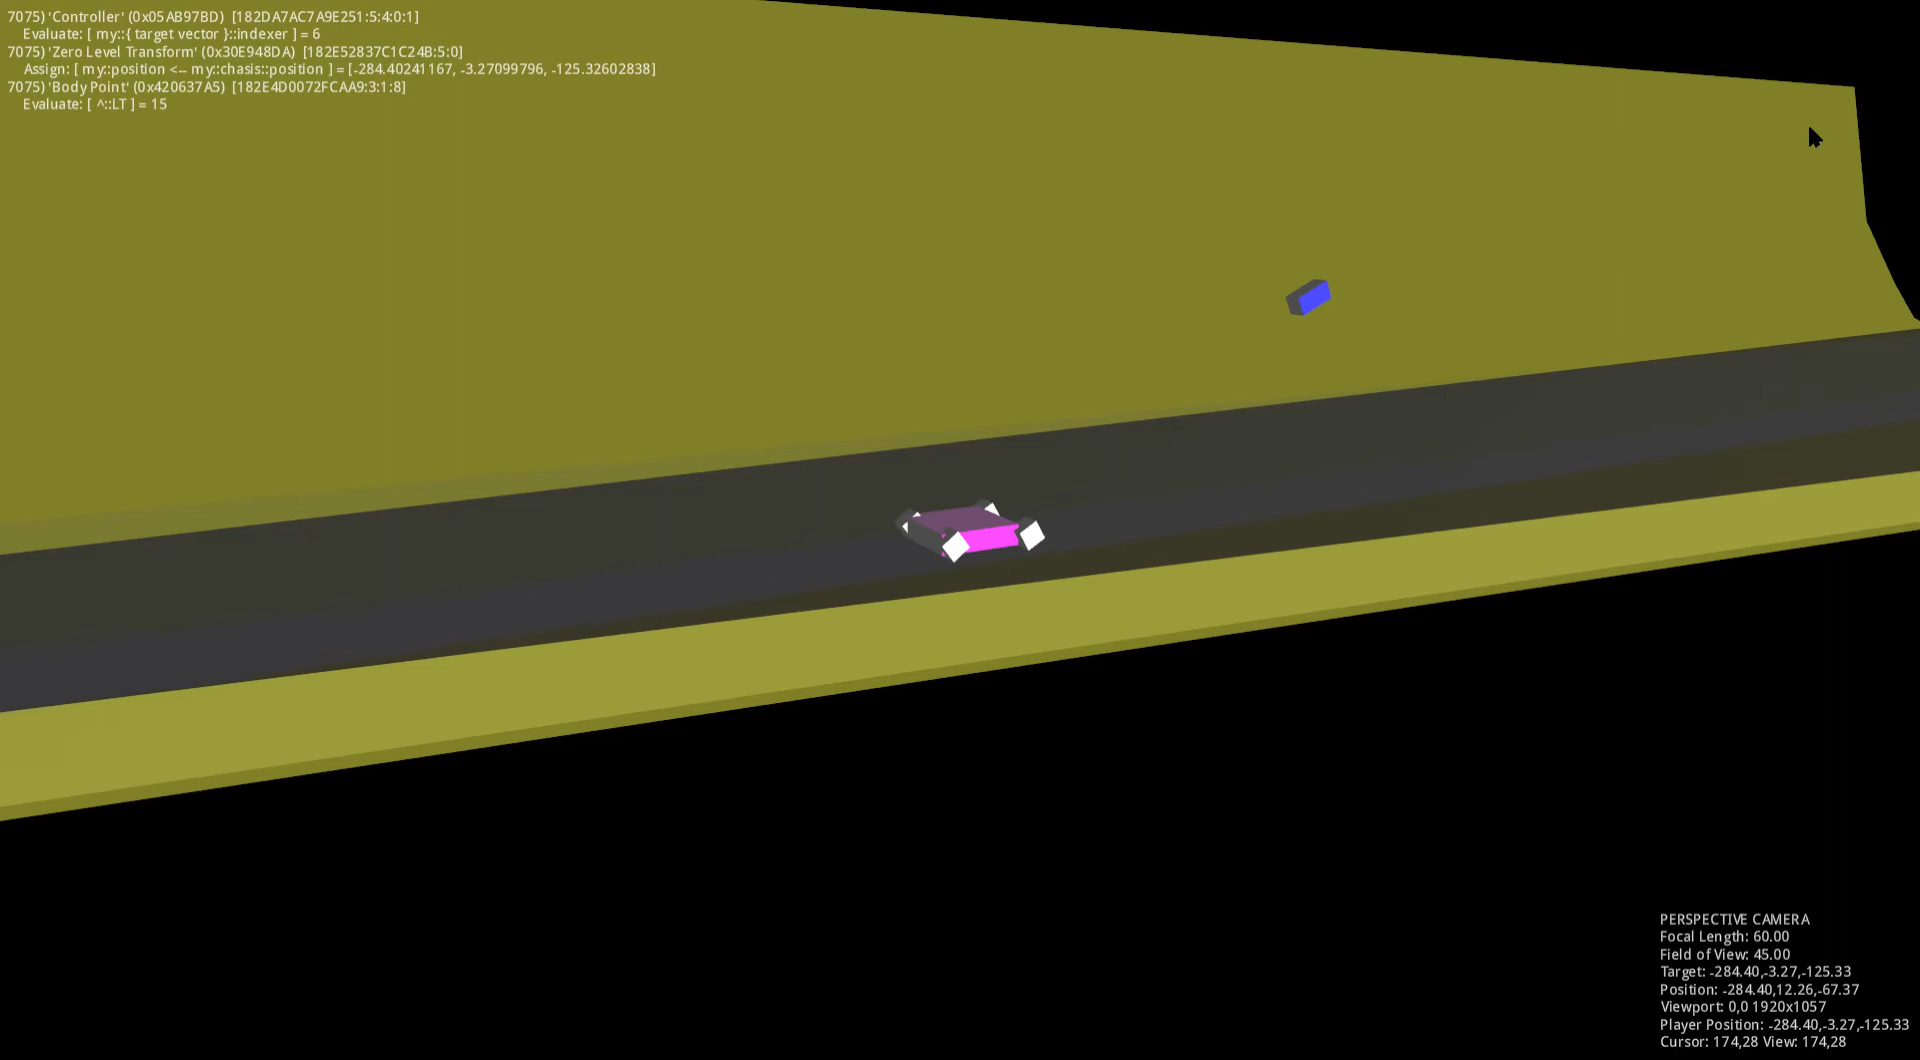 7075) 'Controller' (0x05AB97BD) [182DA7AC7A9E251:5:4:0:1]
Evaluate: [ my::{ target vector }::indexer ] = 6
7075) 'Zero Level Transform' (0x30E948DA) [182E52837C1C24B:5:0]
Assign: [ my::position <-- my::chasis::position ] = [-284.40241167, -3.27099796, -125.32602838]
7075) 'Body Point' (0x420637A5) [182E4D0072FCAA9:3:1:8]
Evaluate: [ ^::LT ] = 15
PERSPECTIVE CAMERA
Focal Length: 60.00
Field of View: 45.00
Target: -284.40,-3.27,-125.33
Position: -284.40,12.26,-67.37
Viewport: 0,0 1920x1057
Player Position: -284.40,-3.27,-125.33
Cursor: 174,28 View: 174,28